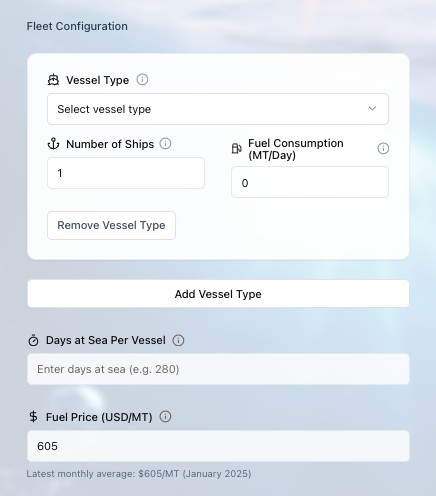 Fleet Configuration
Vessel Type
Select vessel type
Number of Ships
Fuel Consumption
(MT/Day)
1
0
Remove Vessel Type
Add Vessel Type
Days at Sea Per Vessel
Enter days at sea (e.g. 280)
Fuel Price (USD/MT)
605
Latest monthly average: $605/MT (January 2025)